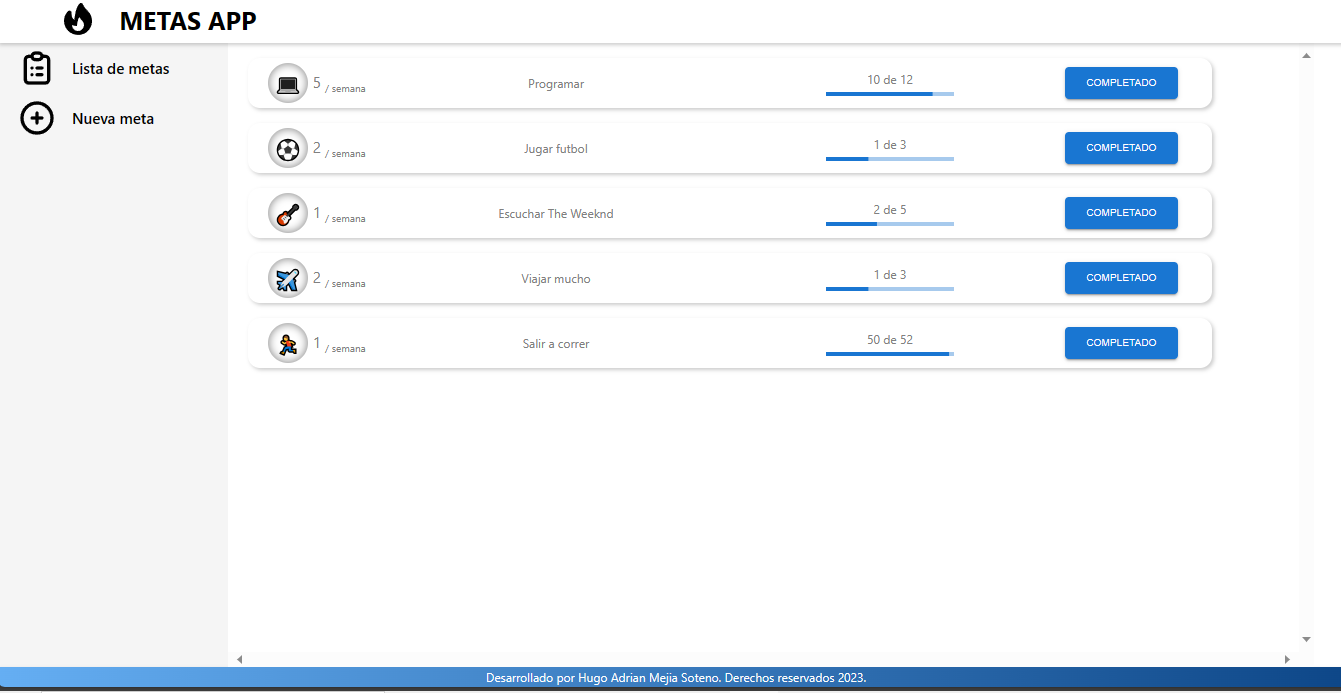 METAS APP
Lista de metas
Nueva meta
5 / semana Programar 10 de 12 COMPLETADO
2 / semana Jugar futbol 1 de 3 COMPLETADO
1 / semana Escuchar The Weeknd 2 de 5 COMPLETADO
2 / semana Viajar mucho 1 de 3 COMPLETADO
1 / semana Salir a correr 50 de 52 COMPLETADO
Desarrollado por Hugo Adrian Mejia Soteno. Derechos reservados 2023.